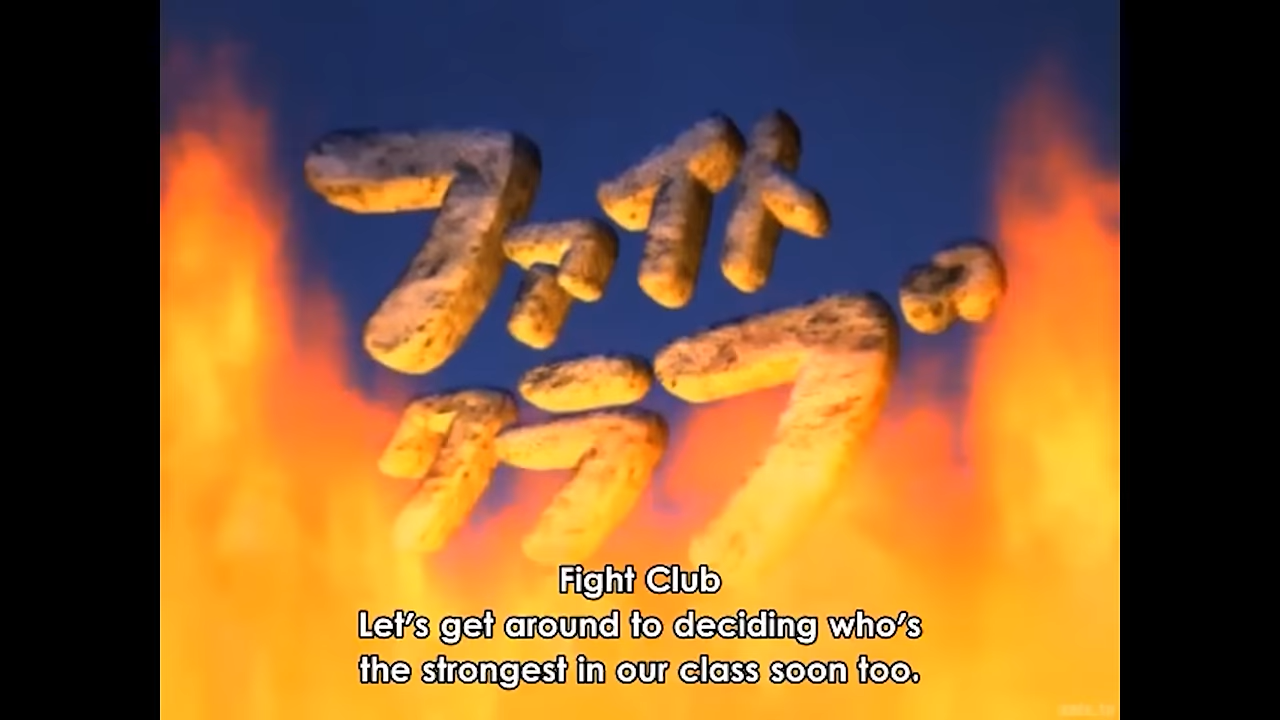 ファイト
クラブ
Fight Club
Let's get around to deciding who's
the strongest in our class soon too.